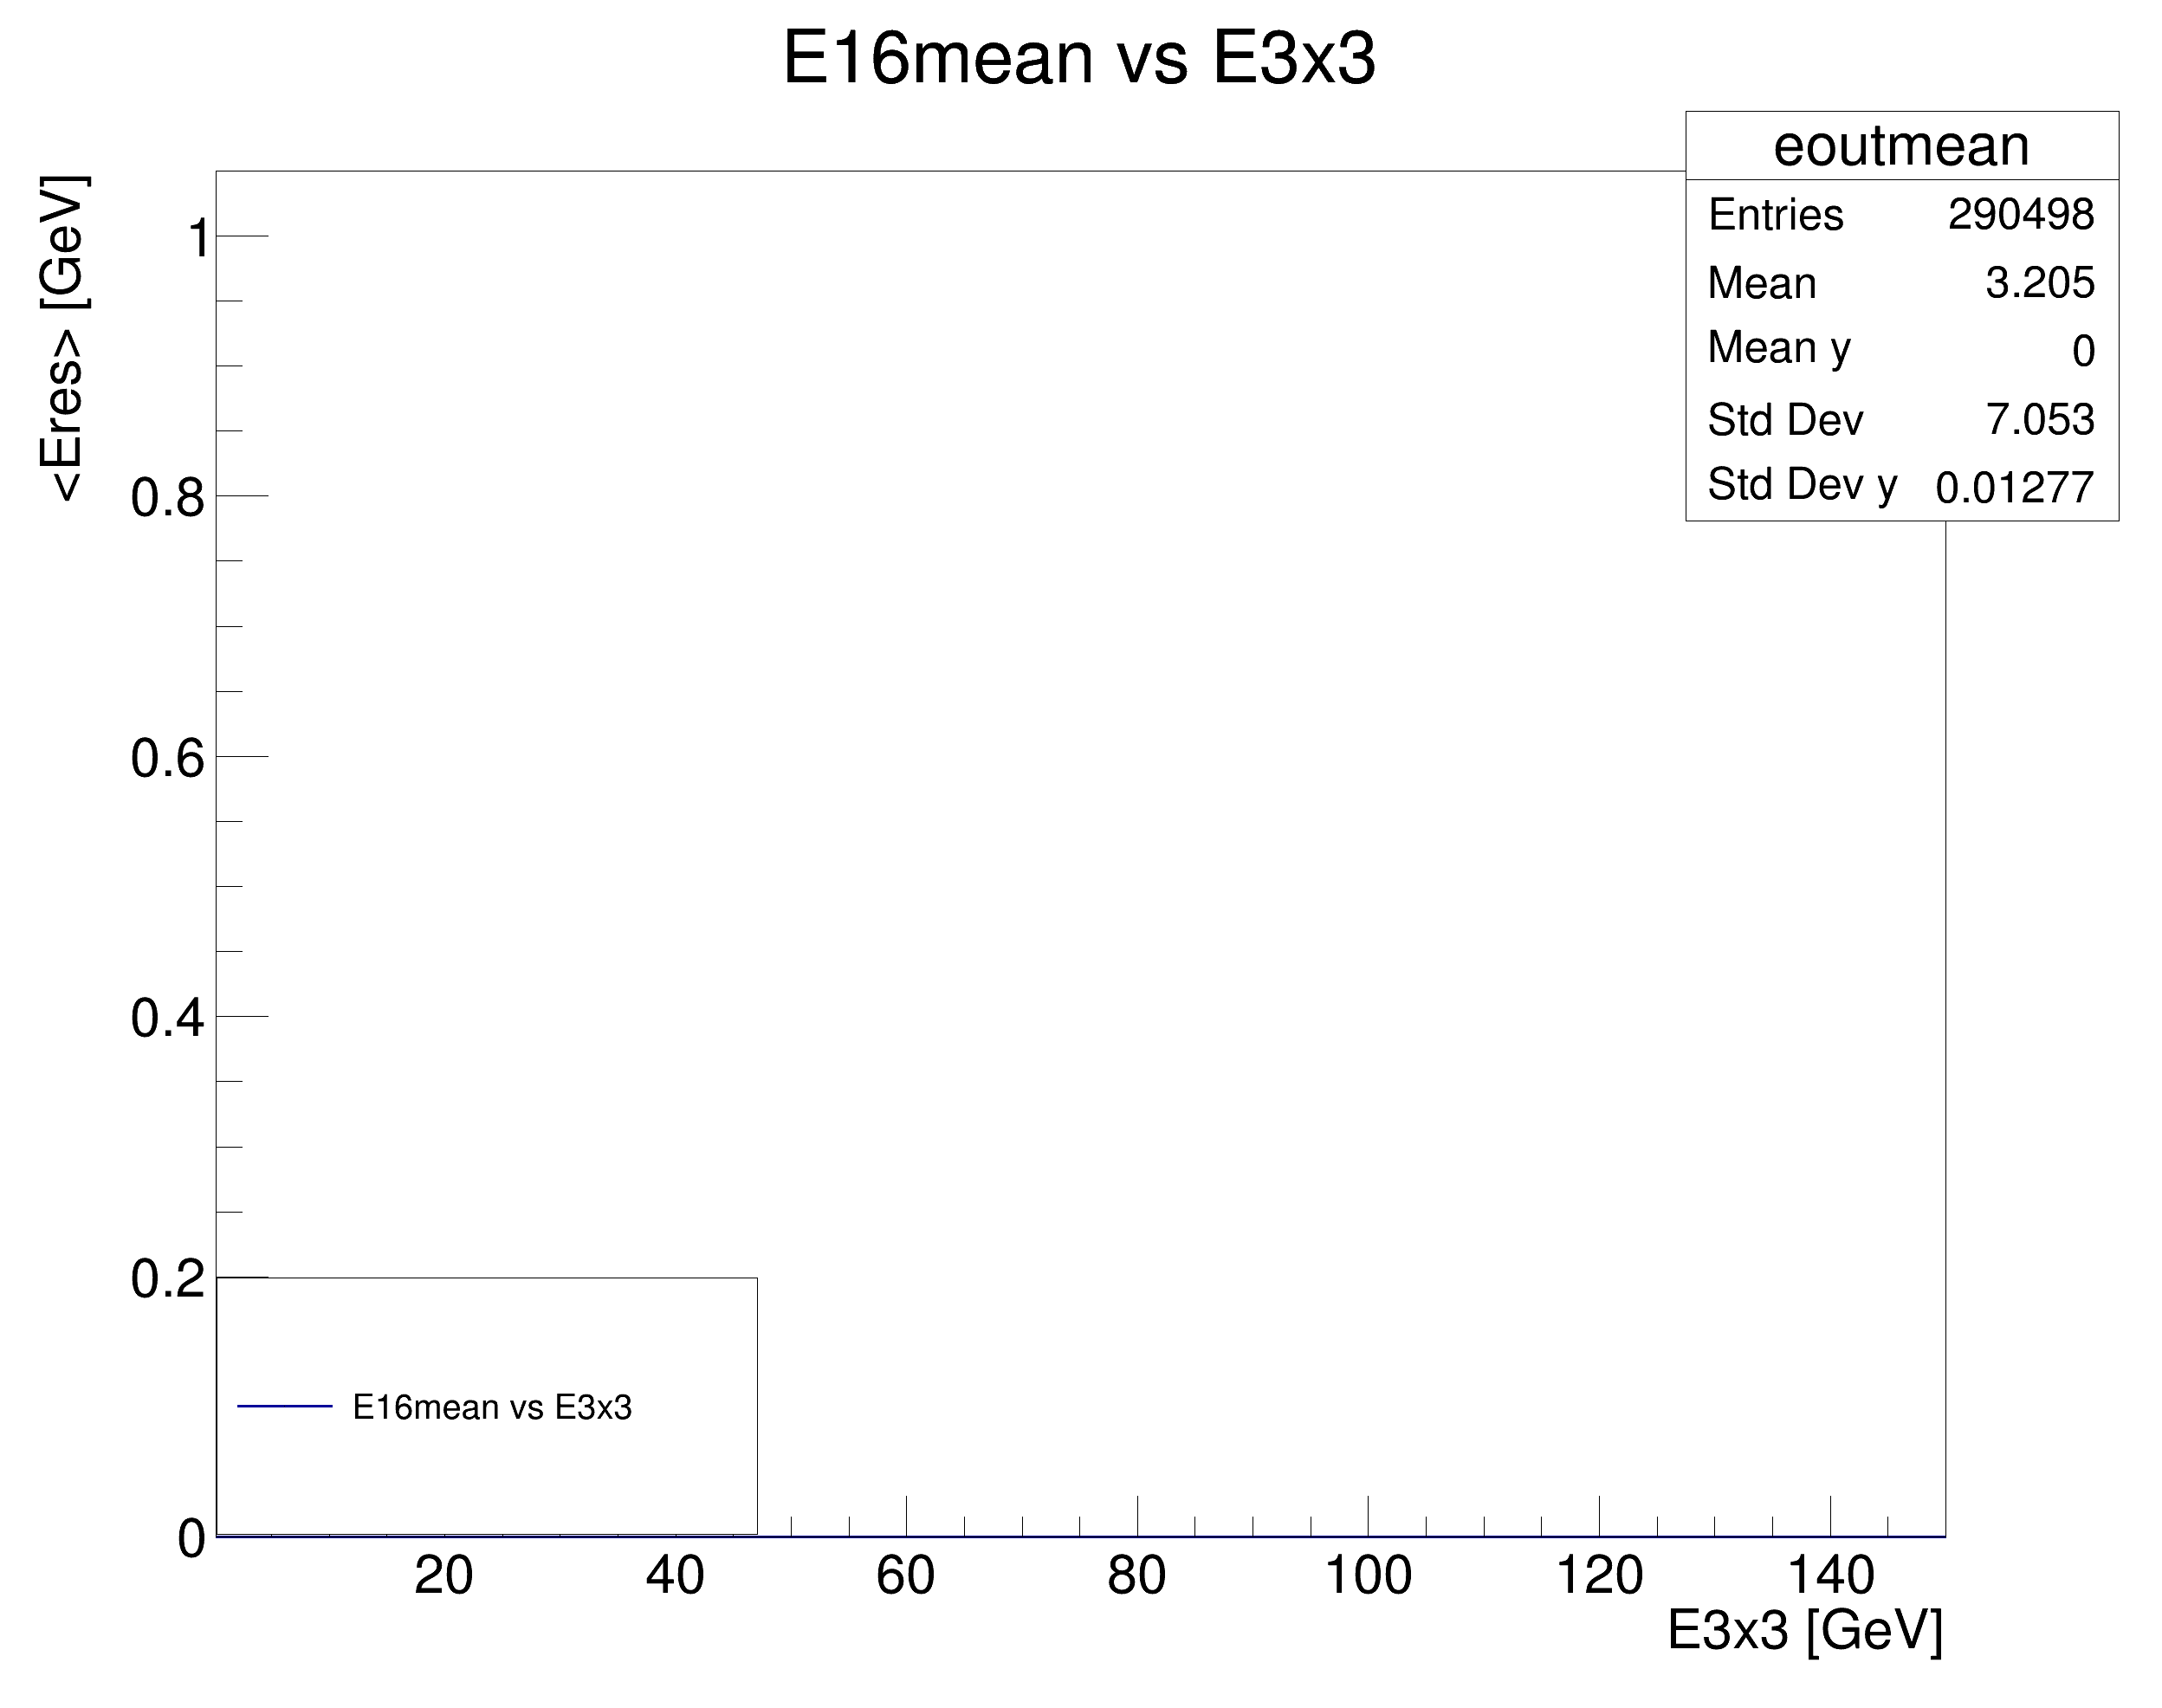 E16mean vs E3x3
eoutmean
Entries 290498
Mean 3.205
Mean y 0
Std Dev 7.053
Std Dev y 0.01277
<Eres> [GeV]
1
0.8
0.6
0.4
0.2
0
E16mean vs E3x3
20 40 60 80 100 120 140
E3x3 [GeV]